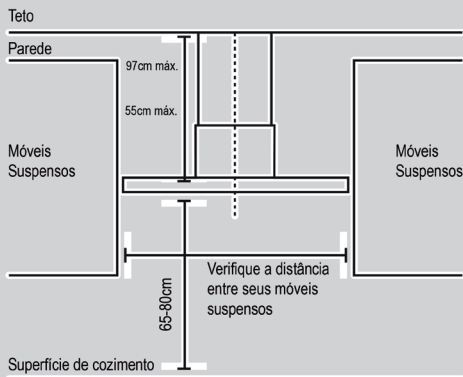 Teto
Parede
97cm máx.
55cm máx.
Móveis
Suspensos
Móveis
Suspensos
65-80cm
Verifique a distância
entre seus móveis
suspensos
Superfície de cozimento